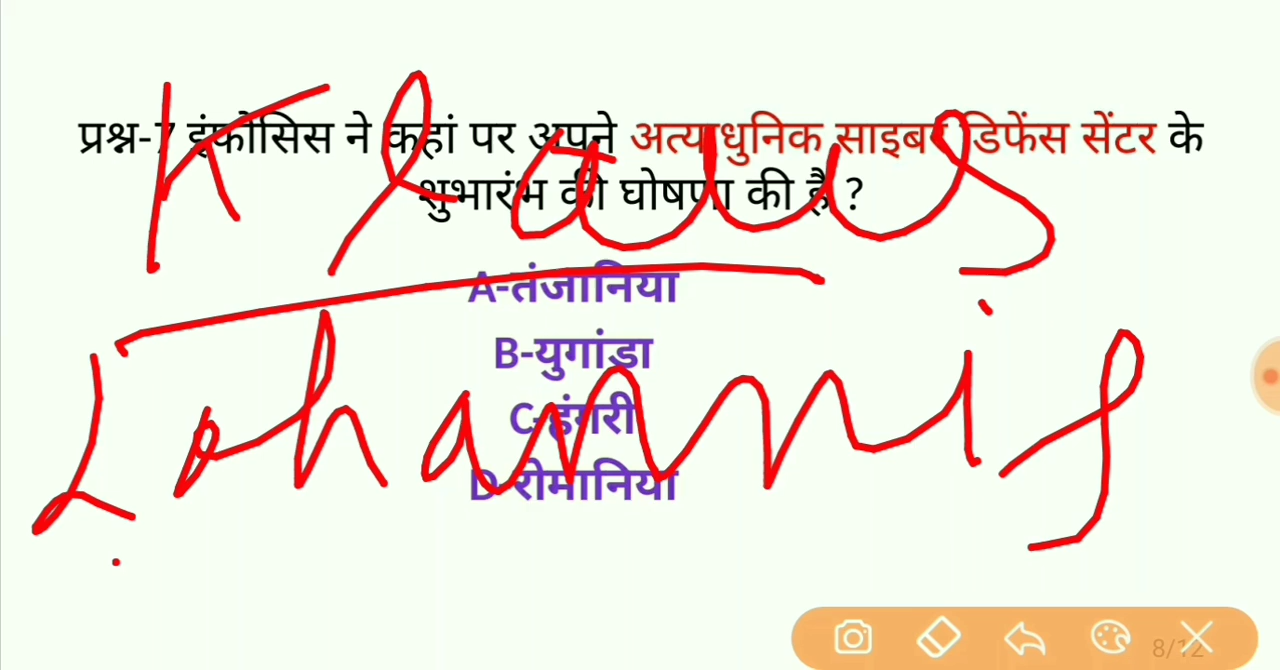 प्रश्न-7 इंफोसिस ने कहां पर अपने अत्याधुनिक साइबर डिफेंस सेंटर के
शुभारंभ की घोषणा की है ?
Klaus
A-तंजानिया
B-युगांडा
C-हंगरी
D-रोमानिया
Iohannis
8/12